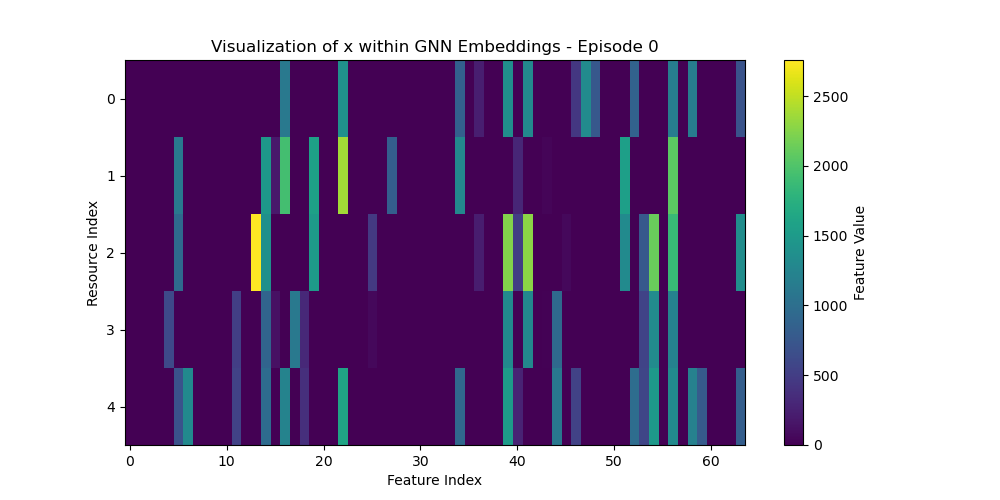 Visualization of x within GNN Embeddings - Episode 0
Resource Index
0
1
2
3
4
0 10 20 30 40 50 60
Feature Index
2500
2000
1500
1000
500
0
Feature Value